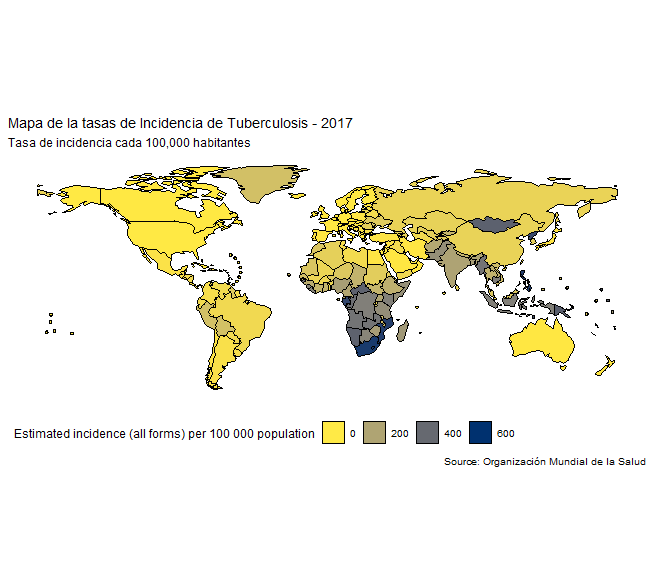 Mapa de la tasas de Incidencia de Tuberculosis - 2017
Tasa de incidencia cada 100,000 habitantes
Estimated incidence (all forms) per 100 000 population 0 200 400 600
Source: Organización Mundial de la Salud